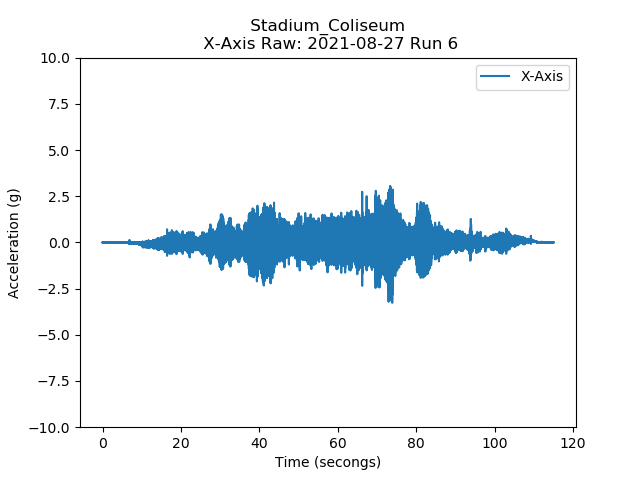 Stadium_Coliseum
X-Axis Raw: 2021-08-27 Run 6
X-Axis
10.0
7.5
5.0
2.5
0.0
−2.5
−5.0
−7.5
−10.0
Acceleration (g)
0 20 40 60 80 100 120
Time (secongs)